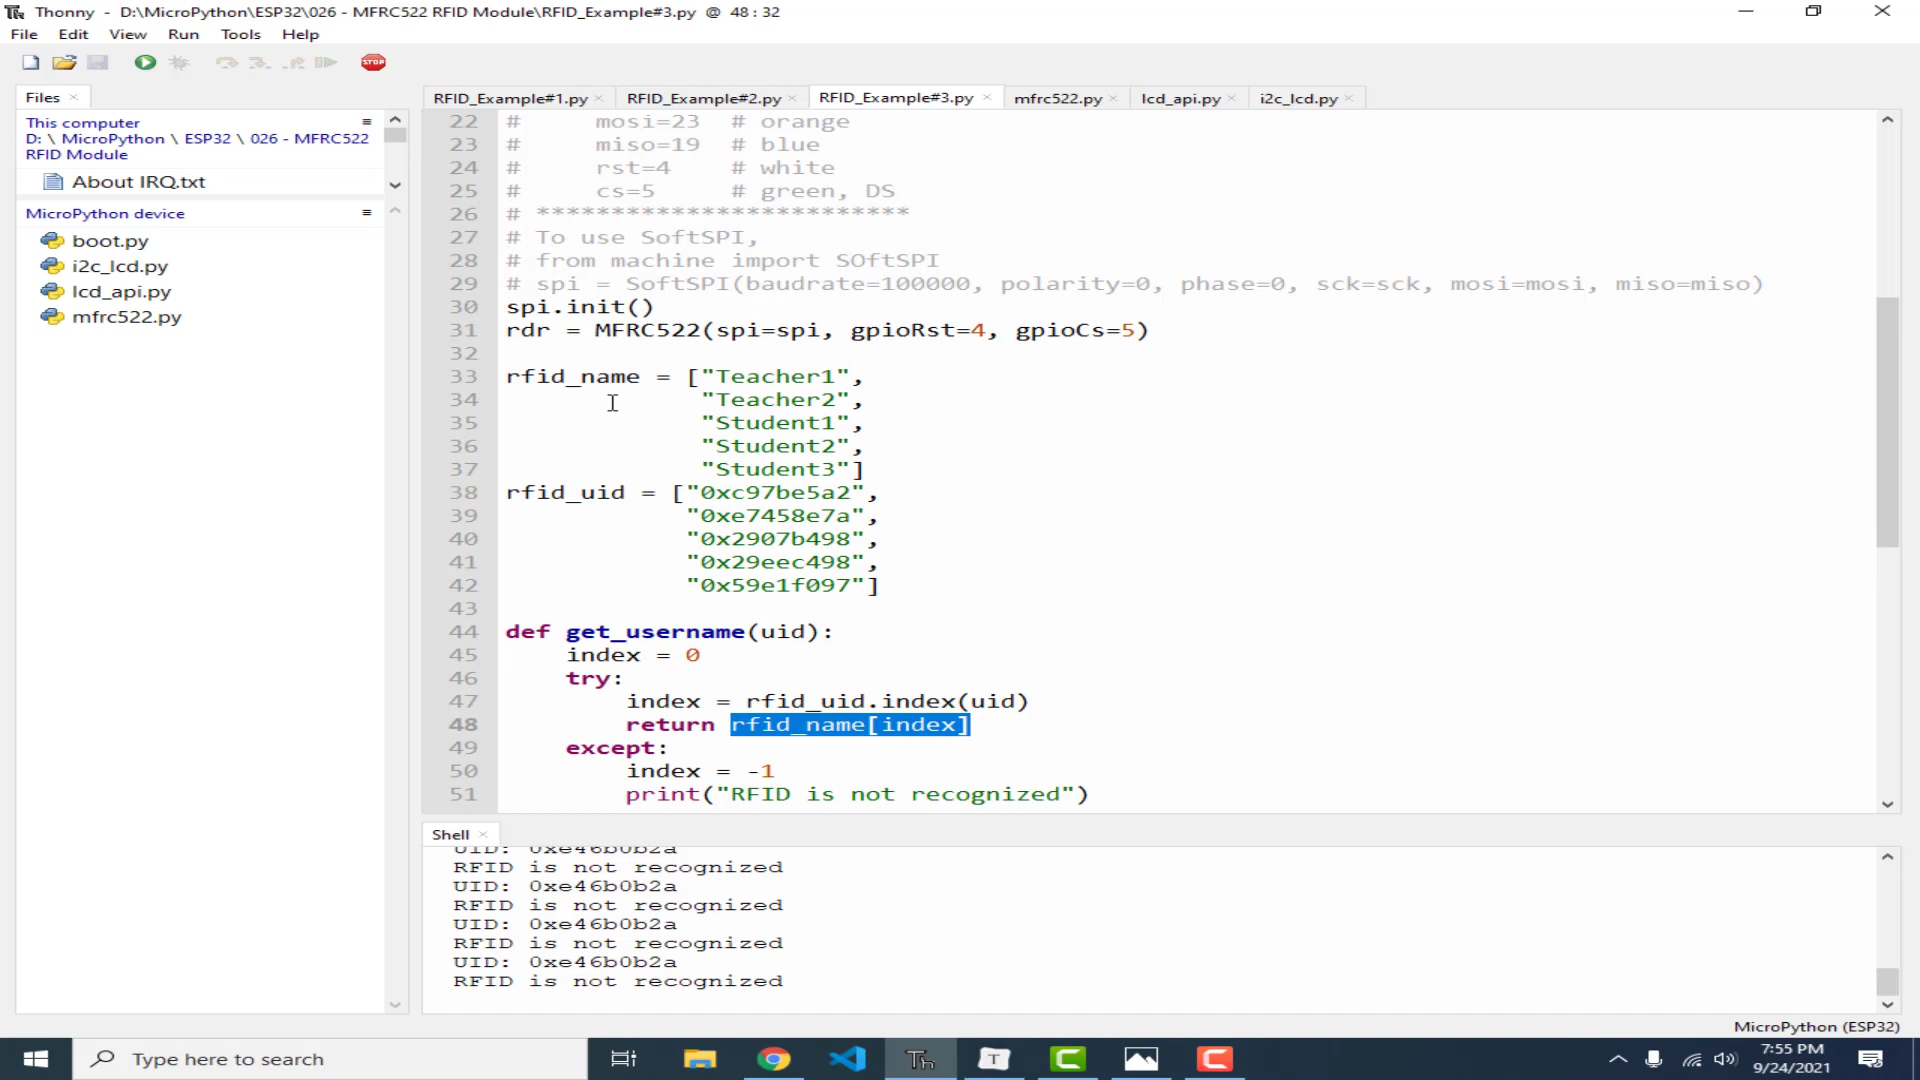 Thonny - D:\MicroPython\ESP32\026 - MFRC522 RFID Module\RFID_Example#3.py @ 48 : 32
File Edit View Run Tools Help
STOP
Files
RFID_Example#1.py RFID_Example#2.py RFID_Example#3.py mfrc522.py lcd_api.py i2c_lcd.py
This computer
D: \ MicroPython \ ESP32 \ 026 - MFRC522
RFID Module
About IRQ.txt
MicroPython device
boot.py
i2c_lcd.py
lcd_api.py
mfrc522.py
22 #     mosi=23  # orange
23 #     miso=19  # blue
24 #     rst=4    # white
25 #     cs=5     # green, DS
26 # *************************
27 # To use SoftSPI,
28 # from machine import SOftSPI
29 # spi = SoftSPI(baudrate=100000, polarity=0, phase=0, sck=sck, mosi=mosi, miso=miso)
30 spi.init()
31 rdr = MFRC522(spi=spi, gpioRst=4, gpioCs=5)
32
33 rfid_name = ["Teacher1",
34              "Teacher2",
35              "Student1",
36              "Student2",
37              "Student3"]
38 rfid_uid = ["0xc97be5a2",
39             "0xe7458e7a",
40             "0x2907b498",
41             "0x29eec498",
42             "0x59e1f097"]
43
44 def get_username(uid):
45     index = 0
46     try:
47         index = rfid_uid.index(uid)
48         return rfid_name[index]
49     except:
50         index = -1
51         print("RFID is not recognized")
Shell
UID: 0xe46b0b2a
RFID is not recognized
UID: 0xe46b0b2a
RFID is not recognized
UID: 0xe46b0b2a
RFID is not recognized
UID: 0xe46b0b2a
RFID is not recognized
MicroPython (ESP32)
Type here to search
7:55 PM
9/24/2021